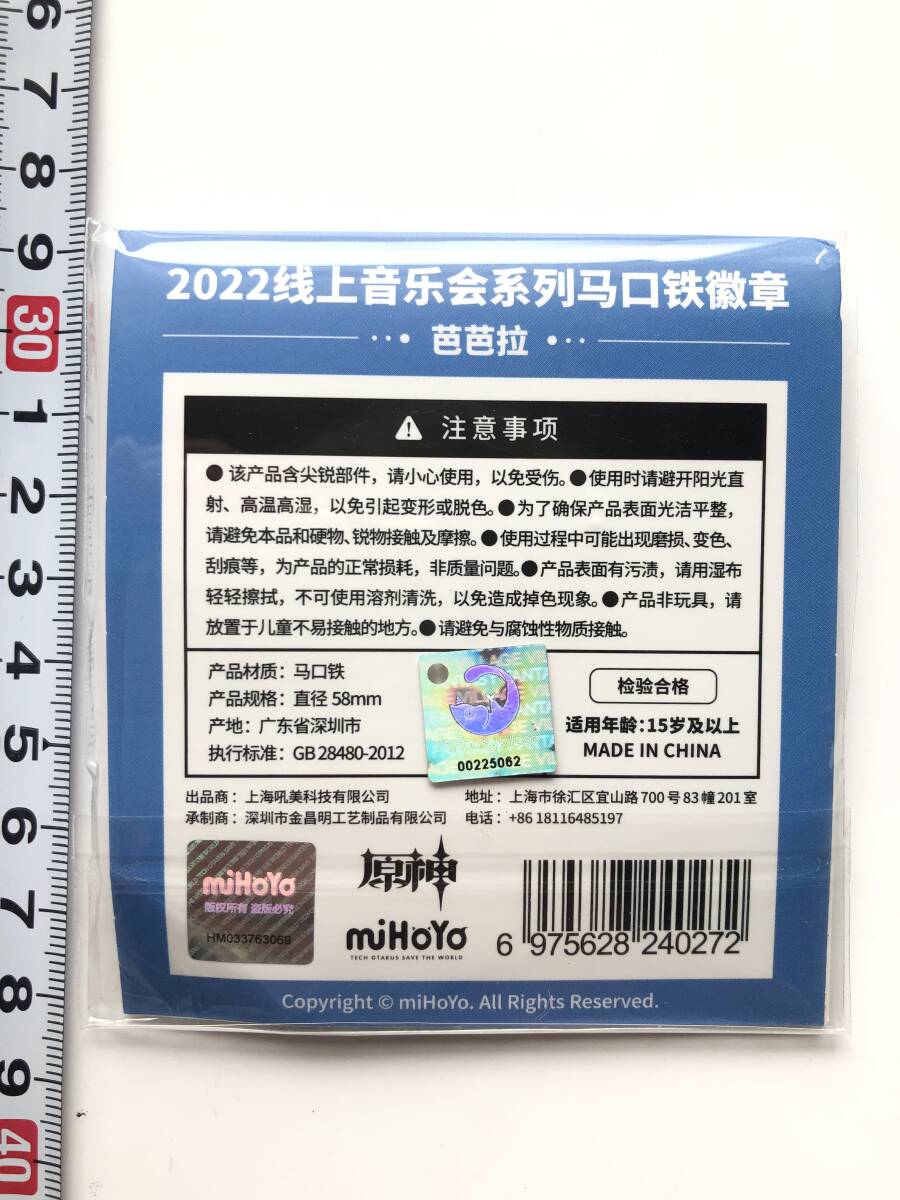 6
7
8
9
30
1
2
3
4
5
6
7
8
9
40
2022线上音乐会系列马口铁徽章
芭芭拉
注意事项
●该产品含尖锐部件，请小心使用，以免受伤。●使用时请避开阳光直
射、高温高湿，以免引起变形或脱色。●为了确保产品表面光洁平整，
请避免本品和硬物、锐物接触及摩擦。●使用过程中可能出现磨损、变色、
刮痕等，为产品的正常损耗，非质量问题。●产品表面有污渍，请用湿布
轻轻擦拭，不可使用溶剂清洗，以免造成掉色现象。●产品非玩具，请
放置于儿童不易接触的地方。●请避免与腐蚀性物质接触。
产品材质：马口铁
产品规格：直径 58mm
产地：广东省深圳市
执行标准：GB 28480-2012
00225062
检验合格
适用年龄：15岁及以上
MADE IN CHINA
出品商：上海吼美科技有限公司
承制商：深圳市金昌明工艺制品有限公司
地址：上海市徐汇区宜山路700号83幢201室
电话：+86 18116485197
miHoYo
版权所有 盗版必究
HM033763069
原神
miHoYo
TECH OTAKUS SAVE THE WORLD
6 975628 240272
Copyright © miHoYo. All Rights Reserved.